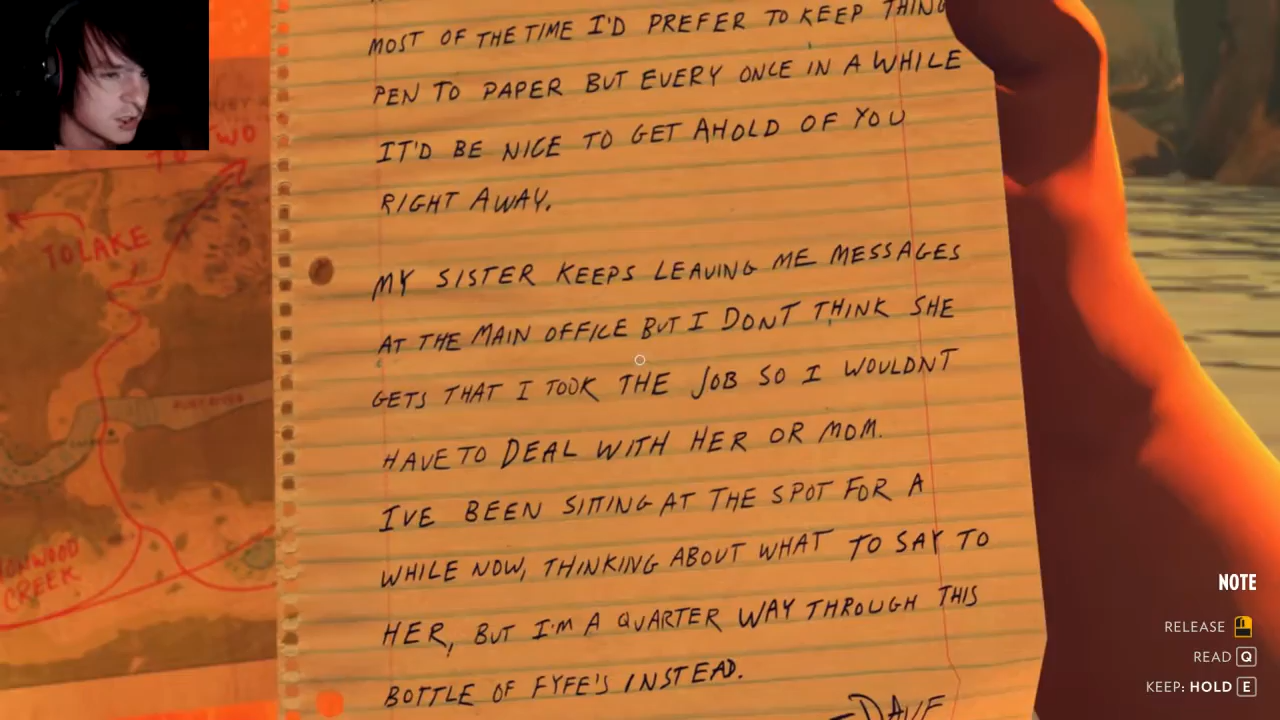 MOST OF THE TIME I'D PREFER TO KEEP THING
PEN TO PAPER BUT EVERY ONCE IN A WHILE
IT'D BE NICE TO GET AHOLD OF YOU
RIGHT AWAY.
MY SISTER KEEPS LEAVING ME MESSAGES
AT THE MAIN OFFICE BUT I DONT THINK SHE
GETS THAT I TOOK THE JOB SO I WOULDNT
HAVE TO DEAL WITH HER OR MOM.
IVE BEEN SITTING AT THE SPOT FOR A
WHILE NOW, THINKING ABOUT WHAT TO SAY TO
HER, BUT I'M A QUARTER WAY THROUGH THIS
BOTTLE OF FYFE'S INSTEAD.
-DAVE
TO LAKE
CREEK
NOTE
RELEASE
READ Q
KEEP: HOLD E